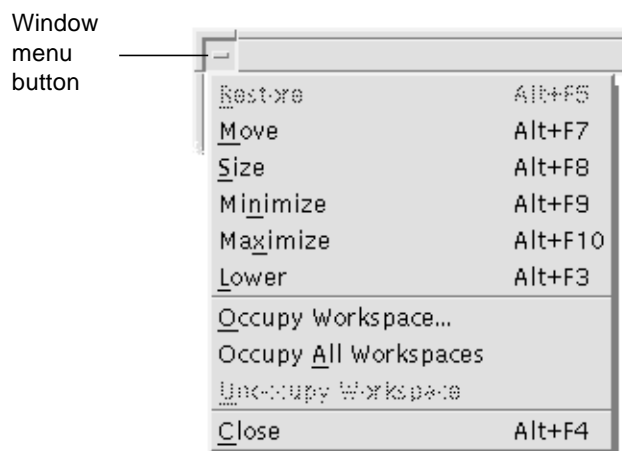 Window
menu
button
Restore Alt+F5
Move Alt+F7
Size Alt+F8
Minimize Alt+F9
Maximize Alt+F10
Lower Alt+F3
Occupy Workspace...
Occupy All Workspaces
Unoccupy Workspace
Close Alt+F4